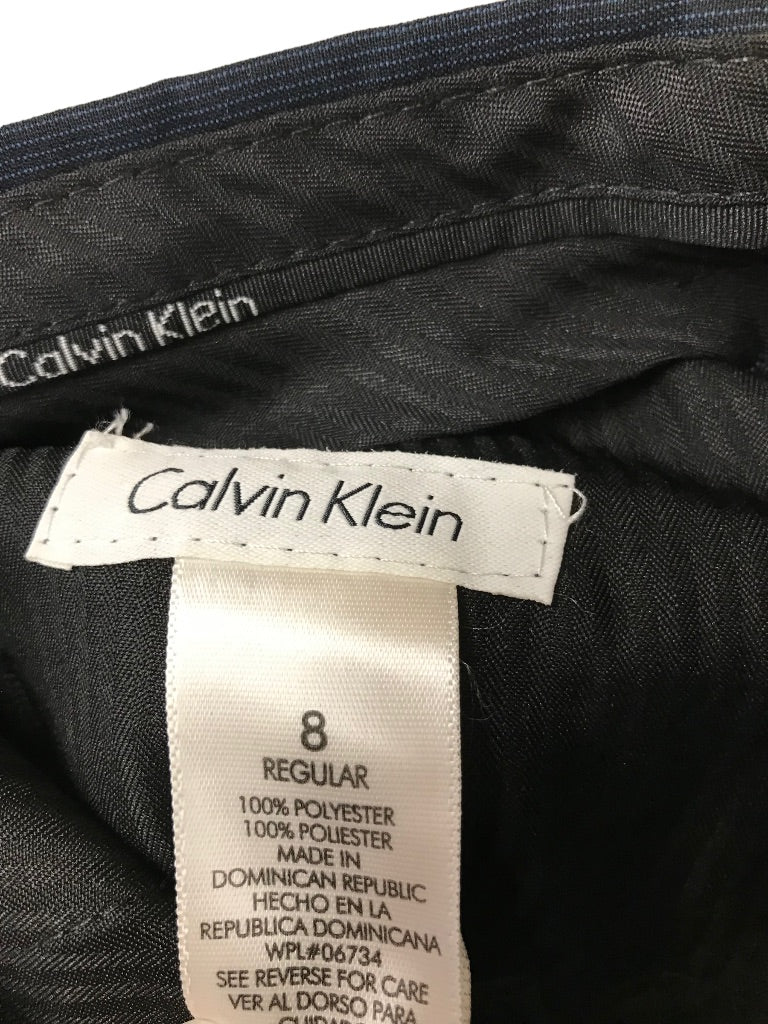 Calvin Klein
Calvin Klein
8
REGULAR
100% POLYESTER
100% POLIESTER
MADE IN
DOMINICAN REPUBLIC
HECHO EN LA
REPUBLICA DOMINICANA
WPL#06734
SEE REVERSE FOR CARE
VER AL DORSO PARA